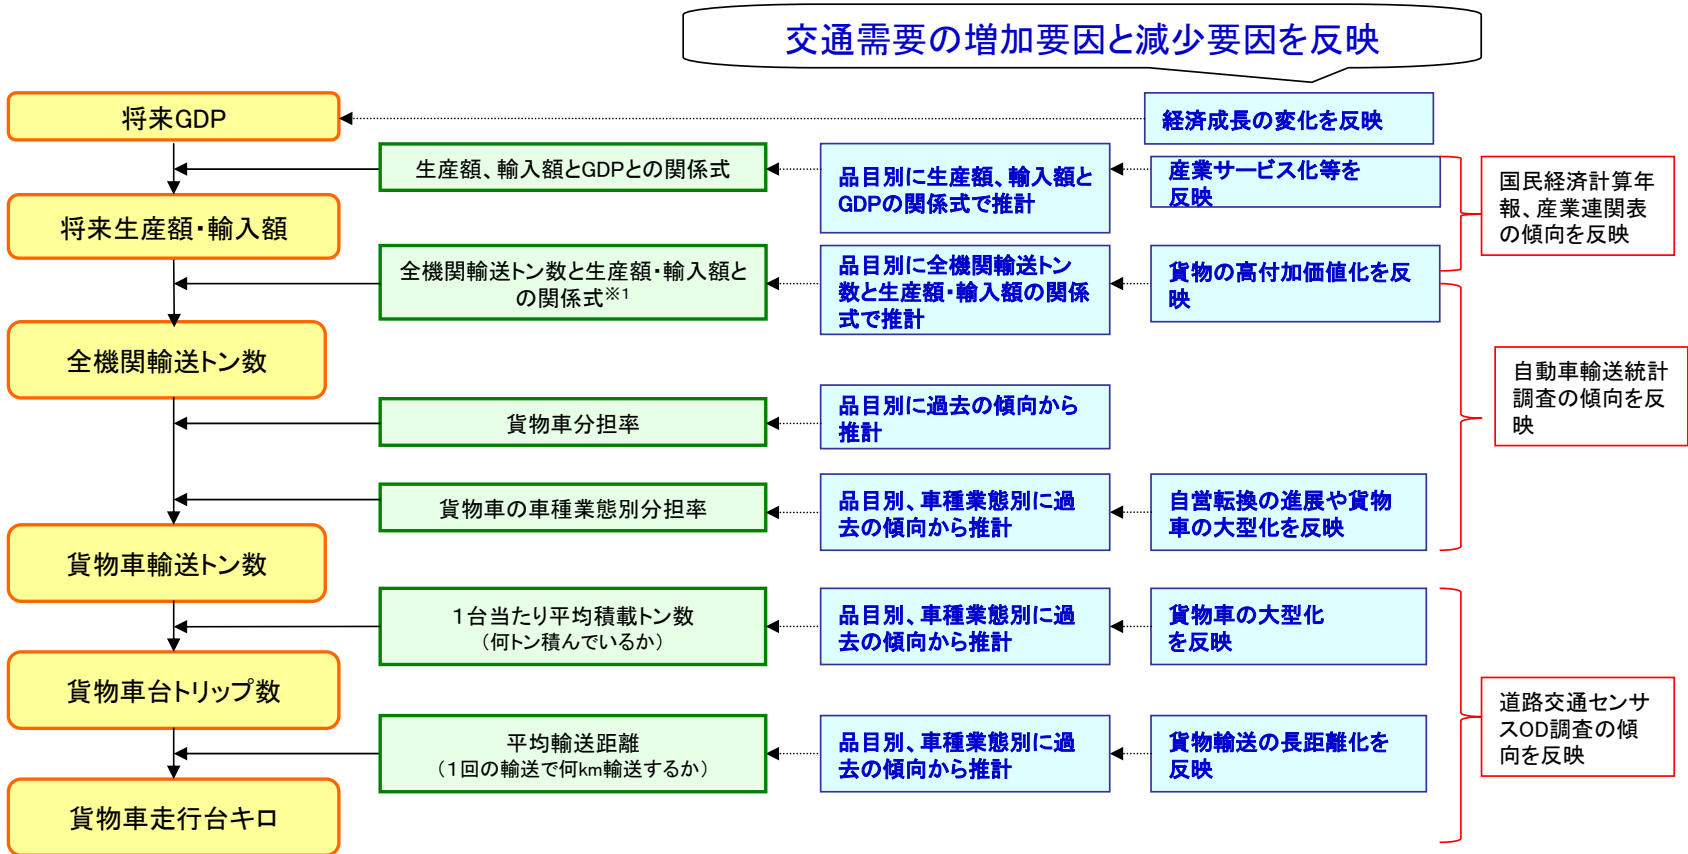 交通需要の増加要因と減少要因を反映
将来GDP
経済成長の変化を反映
生産額、輸入額とGDPとの関係式
品目別に生産額、輸入額と
GDPの関係式で推計
産業サービス化等を
反映
国民経済計算年
報、産業連関表
の傾向を反映
将来生産額・輸入額
全機関輸送トン数と生産額・輸入額と
の関係式※1
品目別に全機関輸送トン
数と生産額・輸入額の関係
式で推計
貨物の高付加価値化を反
映
全機関輸送トン数
自動車輸送統計
調査の傾向を反
映
貨物車分担率
品目別に過去の傾向から
推計
貨物車の車種業態別分担率
品目別、車種業態別に過
去の傾向から推計
自営転換の進展や貨物
車の大型化を反映
貨物車輸送トン数
1台当たり平均積載トン数
(何トン積んでいるか)
品目別、車種業態別に過
去の傾向から推計
貨物車の大型化
を反映
貨物車台トリップ数
道路交通センサ
スOD調査の傾
向を反映
平均輸送距離
(1回の輸送で何km輸送するか)
品目別、車種業態別に過
去の傾向から推計
貨物輸送の長距離化を
反映
貨物車走行台キロ